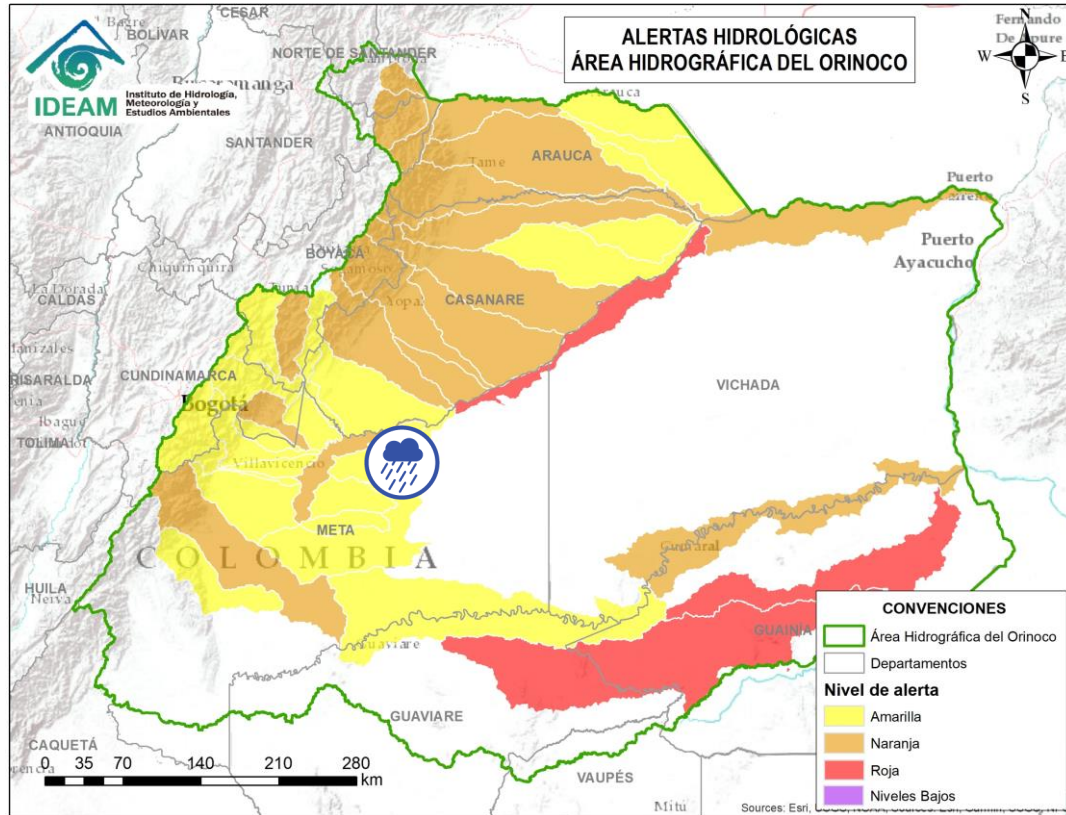 ALERTAS HIDROLÓGICAS
ÁREA HIDROGRÁFICA DEL ORINOCO
N
W
E
S
IDEAM
Instituto de Hidrología,
Meteorología y
Estudios Ambientales
CESAR
BOLÍVAR
NORTE DE SANTANDER
ANTIOQUIA
SANTANDER
Arauca
ARAUCA
Tame
Puerto
Puerto
Ayacucho
BOYACÁ
Chiquinquirá
La Dorada
CALDAS
Tunja
Yopal
CASANARE
RISARALDA
CUNDINAMARCA
Bogotá
Ibagué
TOLIMA
VICHADA
Villavicencio
META
COLOMBIA
HUILA
Neiva
GUAINÍA
GUAVIARE
CAQUETÁ
VAUPÉS
Mitú
0 35 70 140 210 280
km
CONVENCIONES
Área Hidrográfica del Orinoco
Departamentos
Nivel de alerta
Amarilla
Naranja
Roja
Niveles Bajos
Sources: Esri,